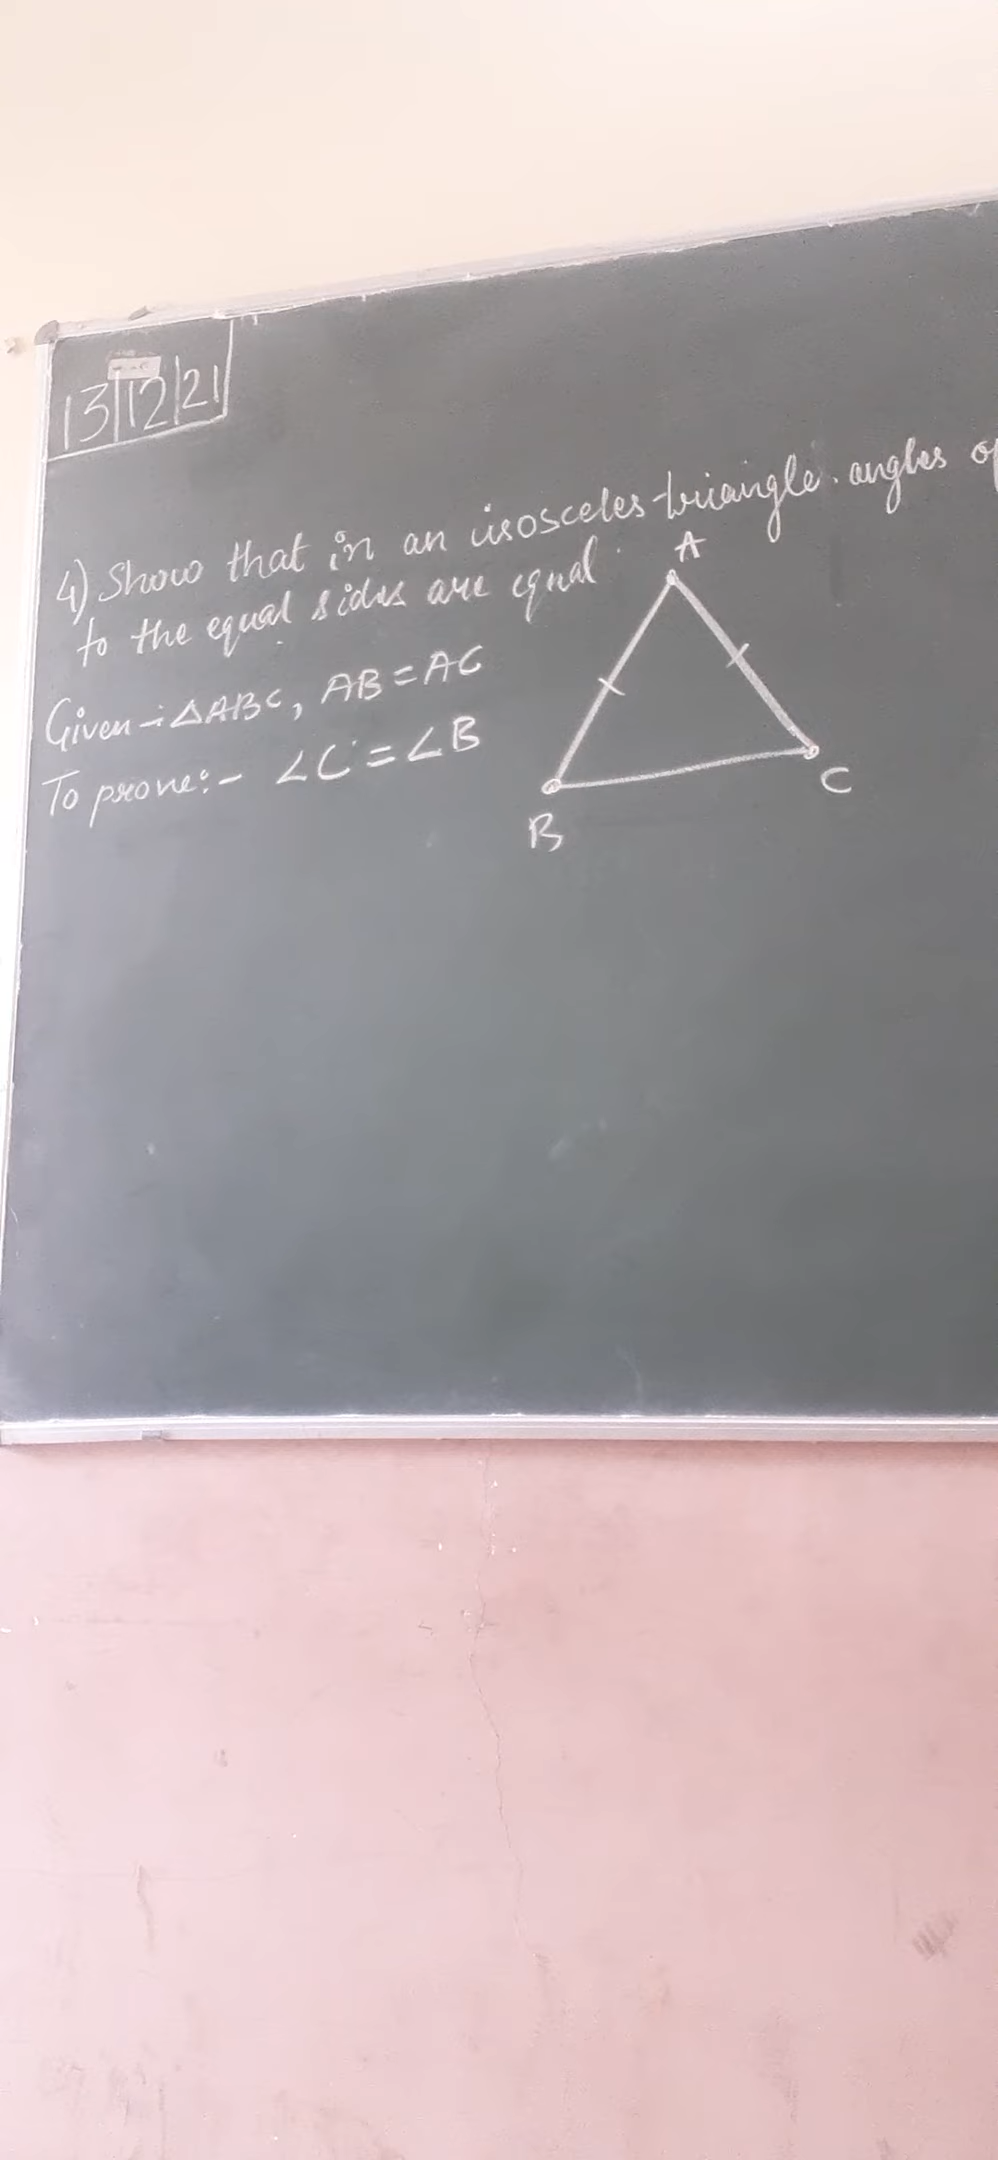 13/12/21
4) Show that in an isosceles triangle. angles
to the equal sides are equal.
Given :- △ABC, AB = AC
To prove :- ∠C = ∠B
A
B
C